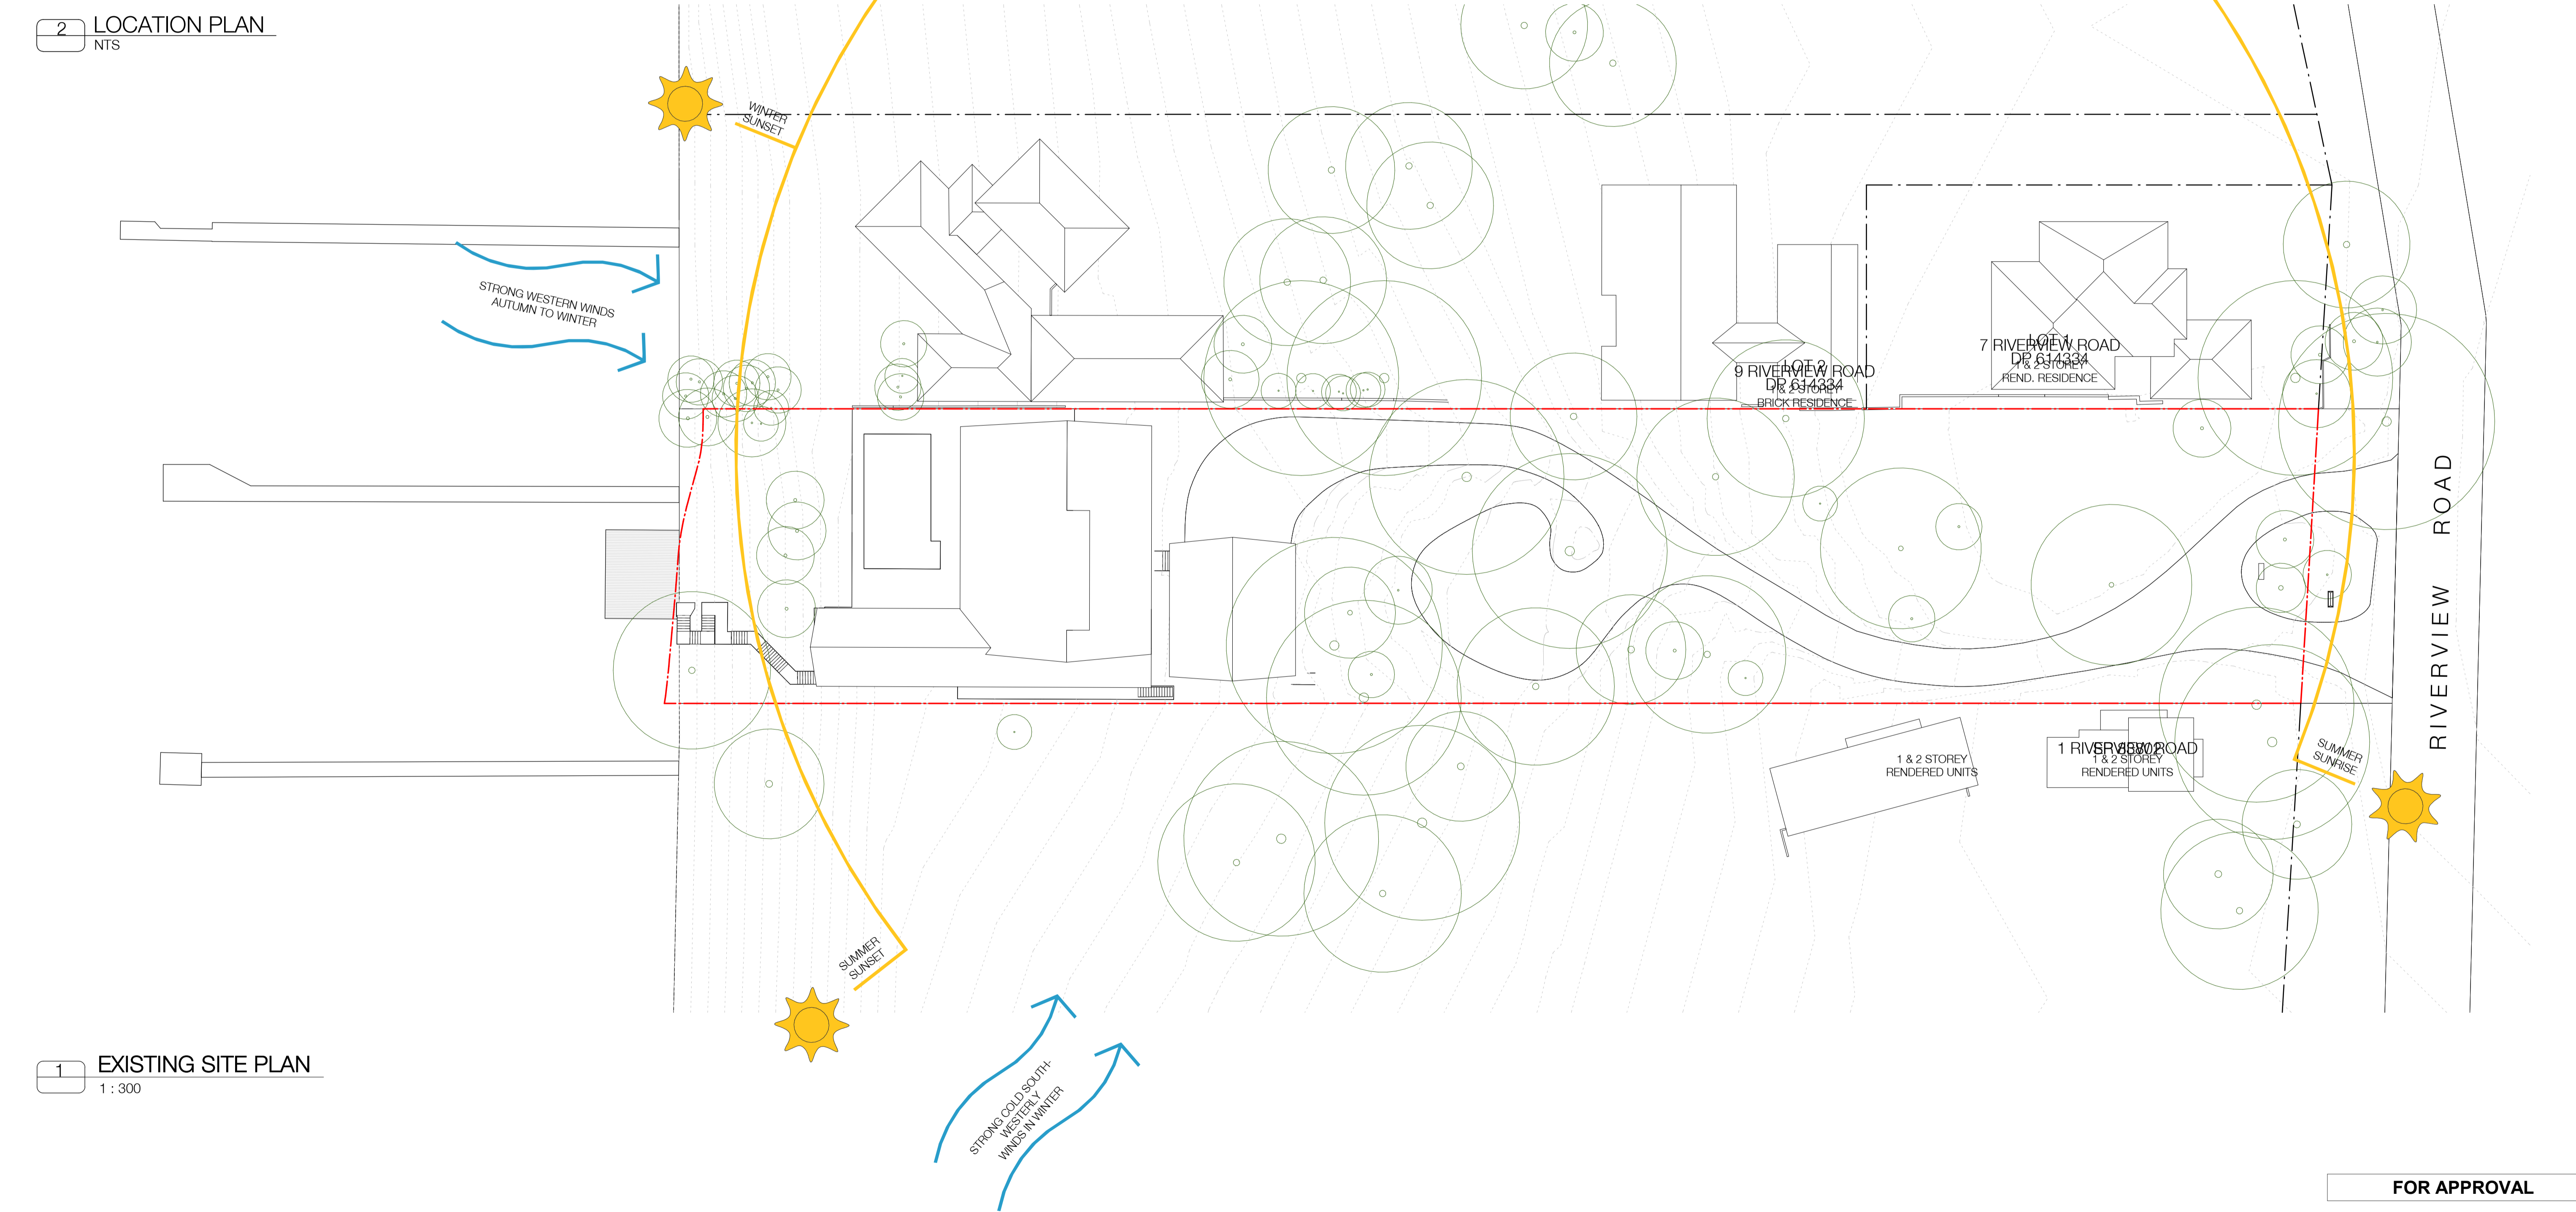 2
LOCATION PLAN
NTS
WINTER
SUNSET
STRONG WESTERN WINDS
AUTUMN TO WINTER
LOT 2
9 RIVERVIEW ROAD
DP 614334
1 & 2 STOREY
BRICK RESIDENCE
LOT 1
7 RIVERVIEW ROAD
DP 614334
1 & 2 STOREY
REND. RESIDENCE
RIVERVIEW ROAD
1 & 2 STOREY
RENDERED UNITS
1 RIVERVIEW ROAD
1 & 2 STOREY
RENDERED UNITS
SUMMER
SUNRISE
SUMMER
SUNSET
STRONG COLD SOUTH-
WESTERLY
WINDS IN WINTER
1
EXISTING SITE PLAN
1 : 300
FOR APPROVAL